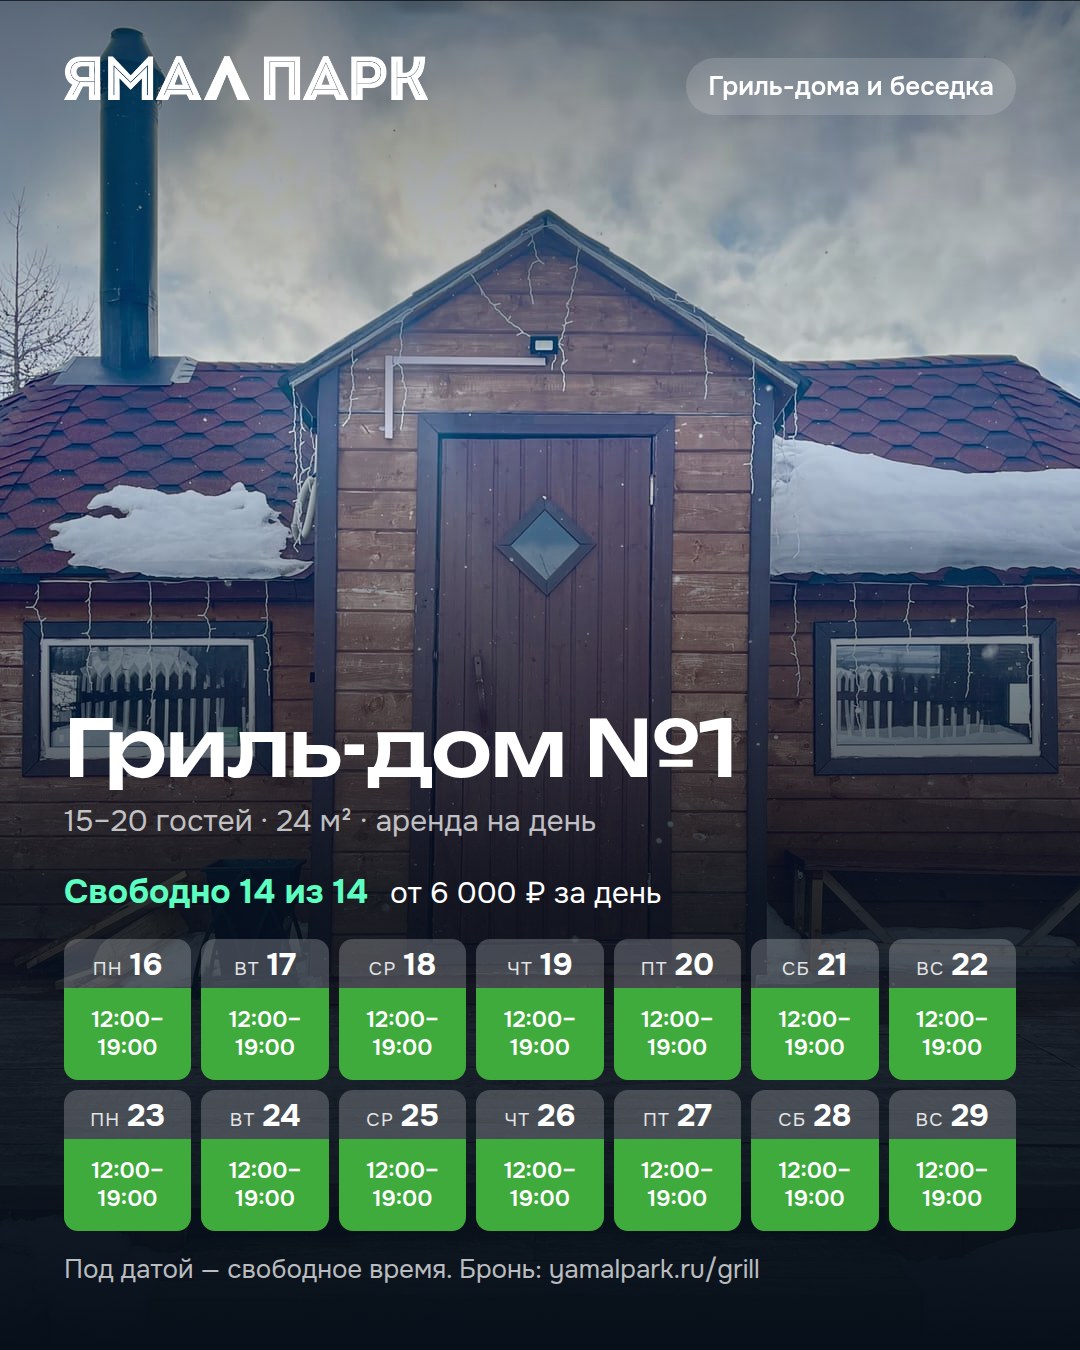 ЯМАЛ ПАРК
Гриль-дома и беседка
Гриль-дом №1
15–20 гостей · 24 м² · аренда на день
Свободно 14 из 14 от 6 000 ₽ за день
ПН 16 ВТ 17 СР 18 ЧТ 19 ПТ 20 СБ 21 ВС 22
12:00– 12:00– 12:00– 12:00– 12:00– 12:00– 12:00–
19:00 19:00 19:00 19:00 19:00 19:00 19:00
ПН 23 ВТ 24 СР 25 ЧТ 26 ПТ 27 СБ 28 ВС 29
12:00– 12:00– 12:00– 12:00– 12:00– 12:00– 12:00–
19:00 19:00 19:00 19:00 19:00 19:00 19:00
Под датой — свободное время. Бронь: yamalpark.ru/grill